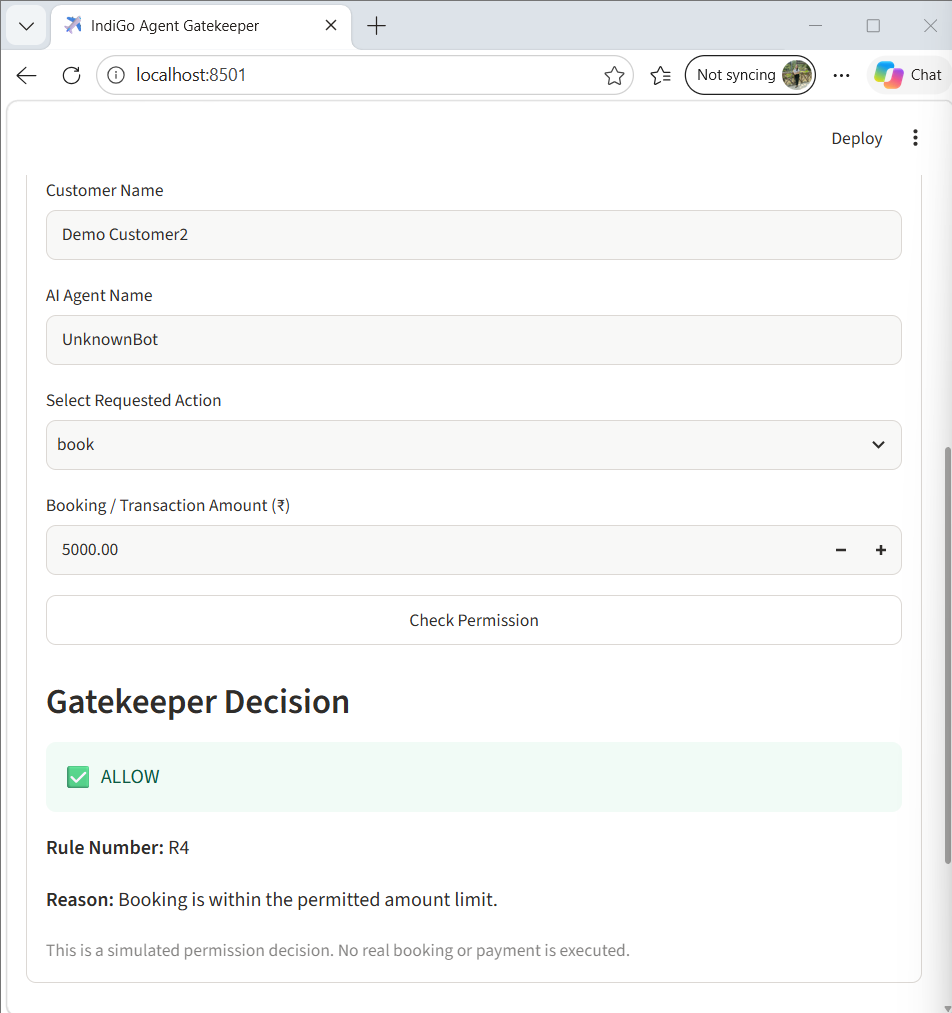 IndiGo Agent Gatekeeper
localhost:8501
Not syncing
Chat
Deploy
Customer Name
Demo Customer2
AI Agent Name
UnknownBot
Select Requested Action
book
Booking / Transaction Amount (₹)
5000.00
Check Permission
Gatekeeper Decision
ALLOW
Rule Number: R4
Reason: Booking is within the permitted amount limit.
This is a simulated permission decision. No real booking or payment is executed.